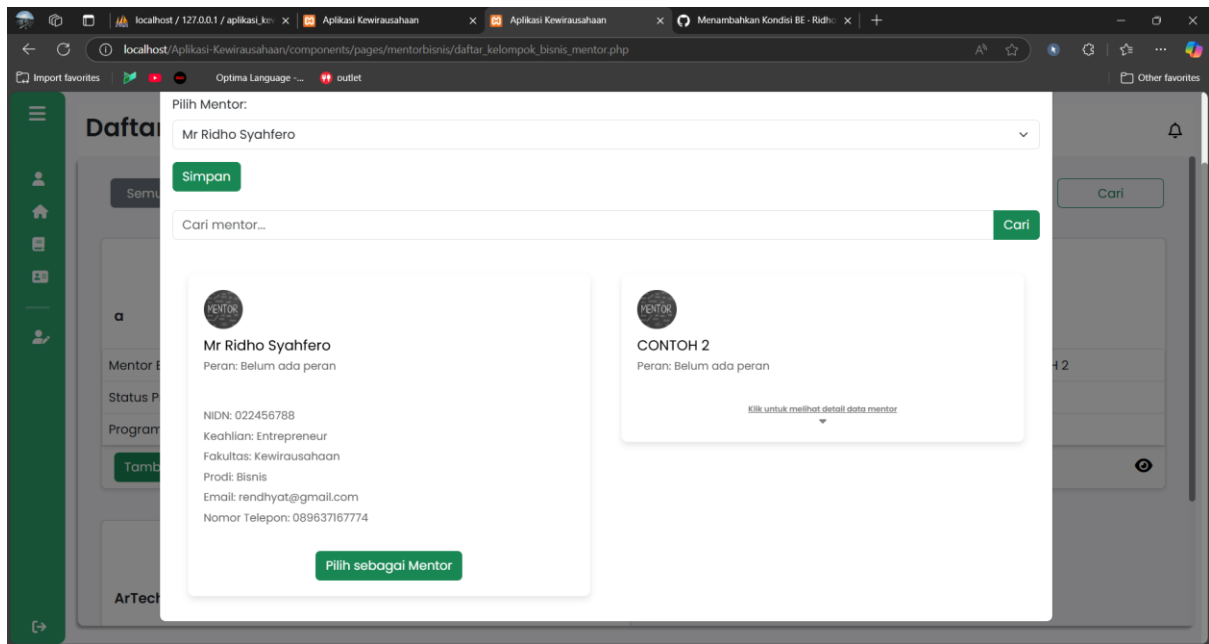 localhost / 127.0.0.1 / aplikasi_kev
Aplikasi Kewirausahaan
Aplikasi Kewirausahaan
Menambahkan Kondisi BE - Ridho
localhost/Aplikasi-Kewirausahaan/components/pages/mentorbisnis/daftar_kelompok_bisnis_mentor.php
Import favorites
Optima Language -...
outlet
Other favorites
Pilih Mentor:
Daftar
Mr Ridho Syahfero
Simpan
Semu
Cari
Cari mentor...
Cari
MENTOR
MENTOR
a
Mr Ridho Syahfero
CONTOH 2
Mentor B
Peran: Belum ada peran
Peran: Belum ada peran
H 2
Status P
NIDN: 022456788
Klik untuk melihat detail data mentor
Program
Keahlian: Entrepreneur
Fakultas: Kewirausahaan
Tamb
Prodi: Bisnis
Email: rendhyat@gmail.com
Nomor Telepon: 089637167774
Pilih sebagai Mentor
ArTech